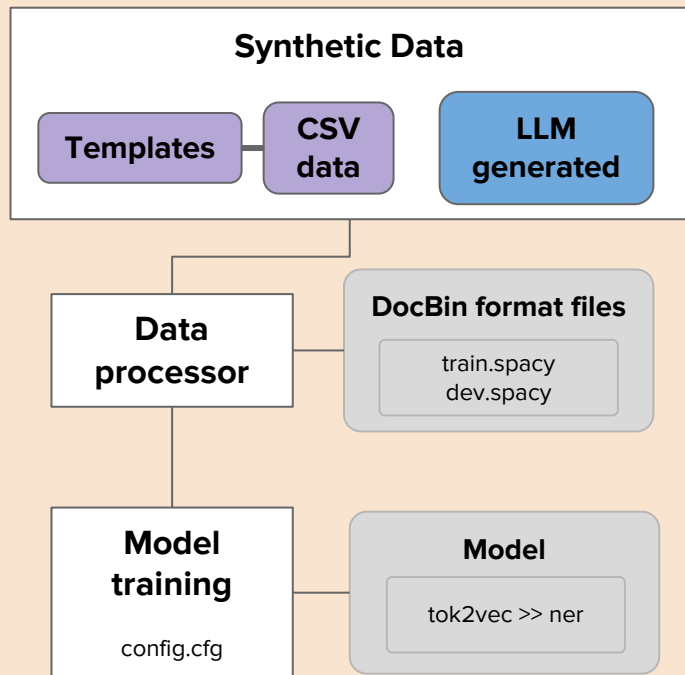 Synthetic Data
Templates
CSV
data
LLM
generated
Data
processor
DocBin format files
train.spacy
dev.spacy
Model
training
config.cfg
Model
tok2vec >> ner